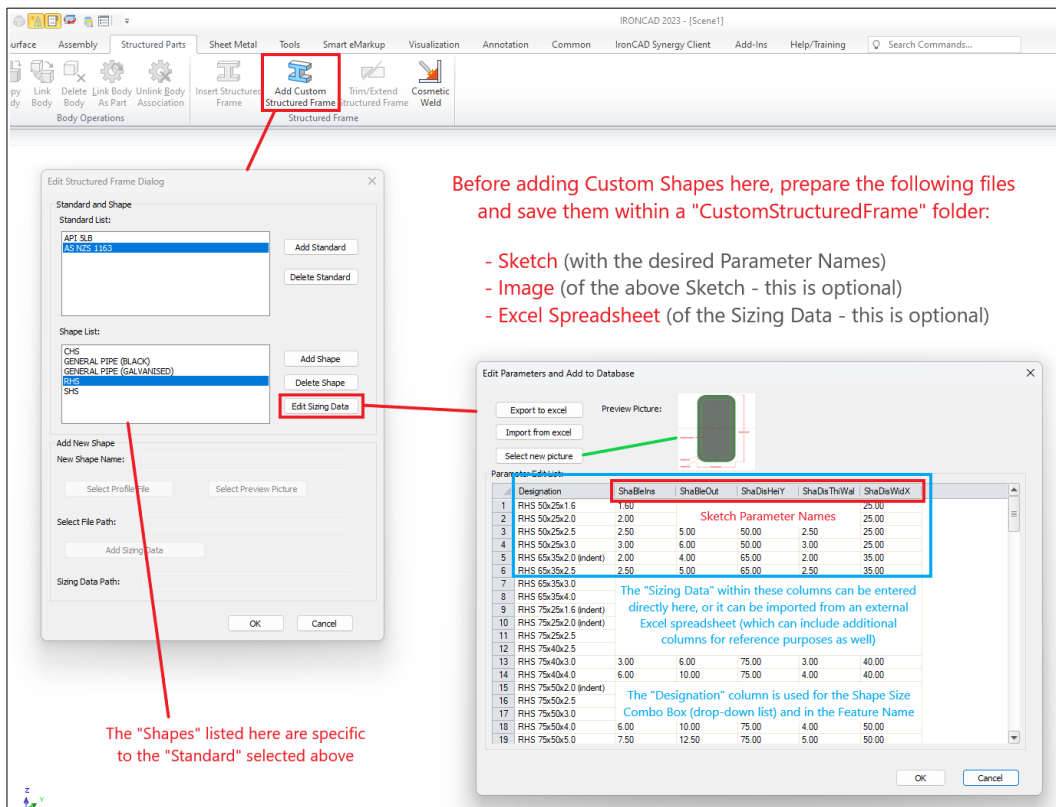 IRONCAD 2023 - [Scene1]
urface Assembly Structured Parts Sheet Metal Tools Smart eMarkup Visualization Annotation Common IronCAD Synergy Client Add-Ins Help/Training Search Commands...
Link Body
Delete Body
Link Body As Part
Unlink Body Association
Insert Structured Frame
Add Custom Structured Frame
Trim/Extend Structured Frame
Cosmetic Weld
Body Operations
Structured Frame
Edit Structured Frame Dialog
Standard and Shape
Standard List:
API 5LB
AS NZS 1163
Add Standard
Delete Standard
Shape List:
CHS
GENERAL PIPE (BLACK)
GENERAL PIPE (GALVANISED)
RHS
SHS
Add Shape
Delete Shape
Edit Sizing Data
Add New Shape
New Shape Name:
Select Profile File
Select Preview Picture
Select File Path:
Add Sizing Data
Sizing Data Path:
OK
Cancel
The "Shapes" listed here are specific
to the "Standard" selected above
Before adding Custom Shapes here, prepare the following files
and save them within a "CustomStructuredFrame" folder:
- Sketch (with the desired Parameter Names)
- Image (of the above Sketch - this is optional)
- Excel Spreadsheet (of the Sizing Data - this is optional)
Edit Parameters and Add to Database
Export to excel
Preview Picture:
Import from excel
Select new picture
Parameter Edit List:
Designation ShaBleIns ShaBleOut ShaDisHeiY ShaDisThiWal ShaDisWidX
1 RHS 50x25x1.6 1.60 25.00
2 RHS 50x25x2.0 2.00 25.00
Sketch Parameter Names
3 RHS 50x25x2.5 2.50 5.00 50.00 2.50 25.00
4 RHS 50x25x3.0 3.00 6.00 50.00 3.00 25.00
5 RHS 65x35x2.0 (indent) 2.00 4.00 65.00 2.00 35.00
6 RHS 65x35x2.5 2.50 5.00 65.00 2.50 35.00
7 RHS 65x35x3.0
8 RHS 65x35x4.0
9 RHS 75x25x1.6 (indent)
10 RHS 75x25x2.0 (indent)
11 RHS 75x25x2.5
12 RHS 75x40x2.5
The "Sizing Data" within these columns can be entered
directly here, or it can be imported from an external
Excel spreadsheet (which can include additional
columns for reference purposes as well)
13 RHS 75x40x3.0 3.00 6.00 75.00 3.00 40.00
14 RHS 75x40x4.0 6.00 10.00 75.00 4.00 40.00
15 RHS 75x50x2.0 (indent)
16 RHS 75x50x2.5
17 RHS 75x50x3.0
The "Designation" column is used for the Shape Size
Combo Box (drop-down list) and in the Feature Name
18 RHS 75x50x4.0 6.00 10.00 75.00 4.00 50.00
19 RHS 75x50x5.0 7.50 12.50 75.00 5.00 50.00
OK
Cancel
Z
Y